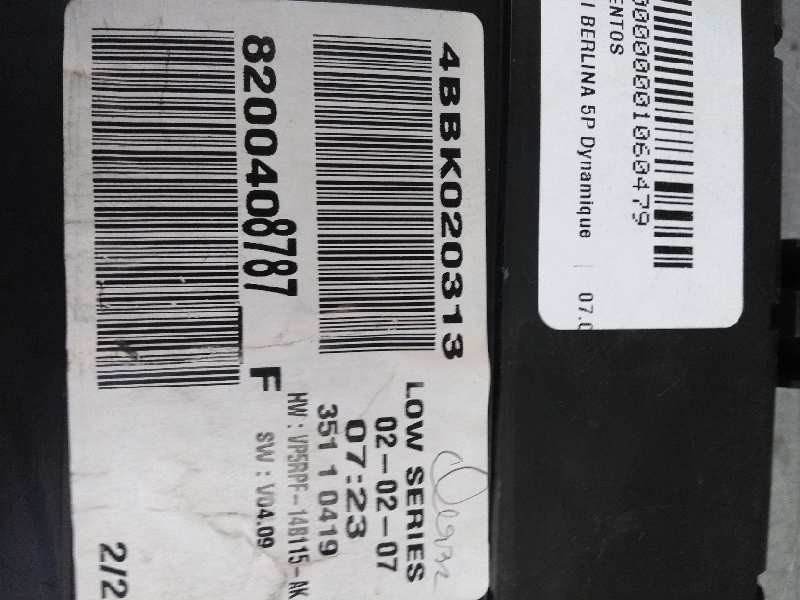 4BBK020313
8200408787 F
LOW SERIES
02-02-07
07:23
351 1 0419
HW : VP5RPF-14B115-AK
SW : V04.09
2/2
00000001060479
ENTOS
I BERLINA 5P Dynamique
07.0